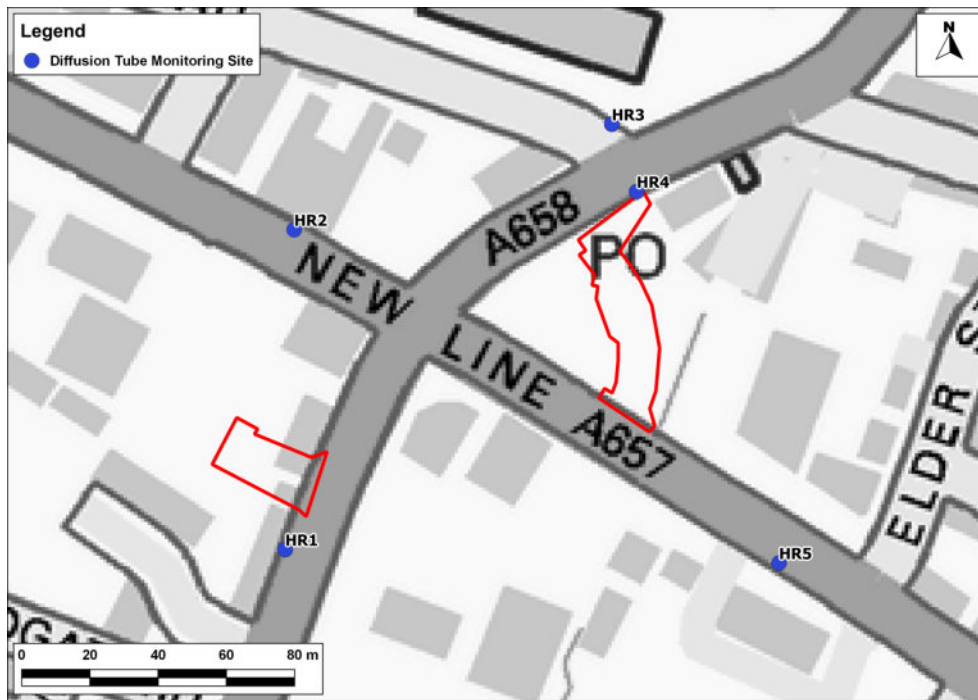 Legend
Diffusion Tube Monitoring Site
N
HR3
HR4
A658
PO
HR2
NEW LINE A657
ELDER
HR1
HR5
0 20 40 60 80 m